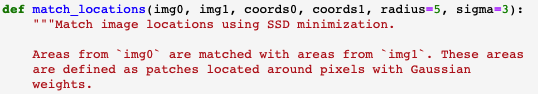 def match_locations(img0, img1, coords0, coords1, radius=5, sigma=3):
"""Match image locations using SSD minimization.
Areas from `img0` are matched with areas from `img1`. These areas
are defined as patches located around pixels with Gaussian
weights.